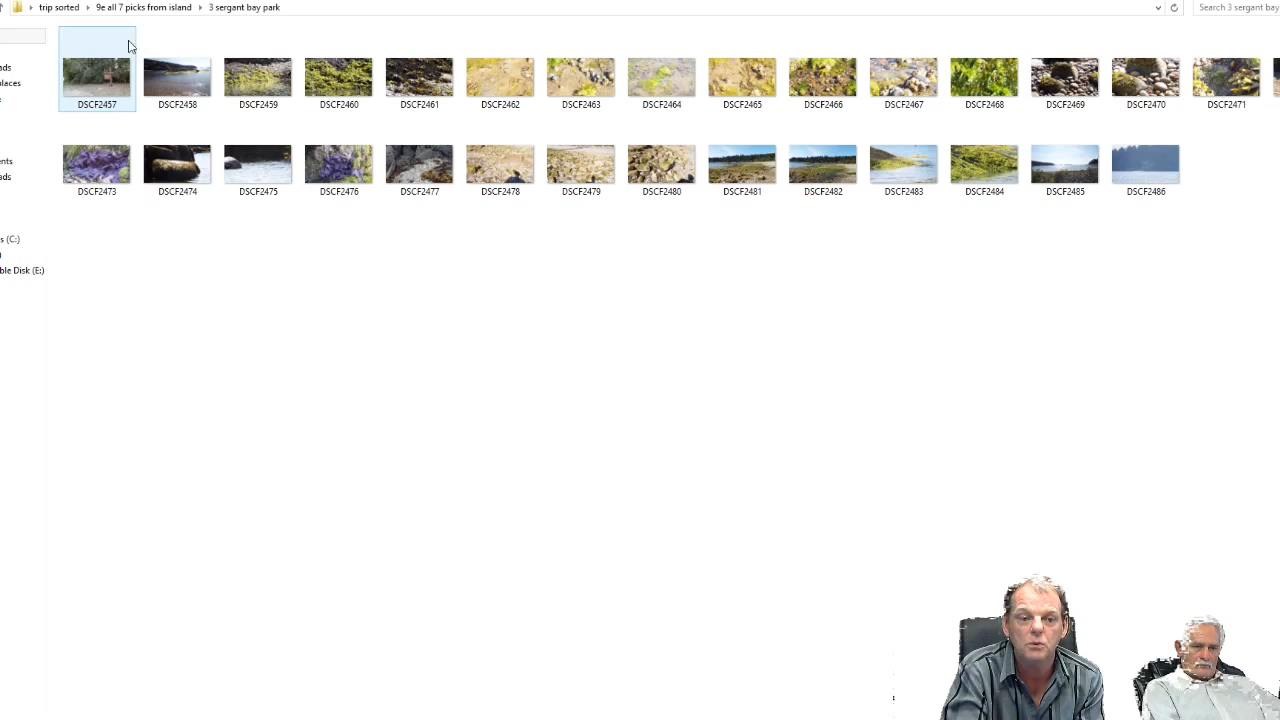 trip sorted > 9e all 7 picks from island > 3 sergant bay park
Search 3 sergant bay
ads
places
DSCF2457 DSCF2458 DSCF2459 DSCF2460 DSCF2461 DSCF2462 DSCF2463 DSCF2464 DSCF2465 DSCF2466 DSCF2467 DSCF2468 DSCF2469 DSCF2470 DSCF2471
ents
ads
DSCF2473 DSCF2474 DSCF2475 DSCF2476 DSCF2477 DSCF2478 DSCF2479 DSCF2480 DSCF2481 DSCF2482 DSCF2483 DSCF2484 DSCF2485 DSCF2486
s (C:)
ble Disk (E:)